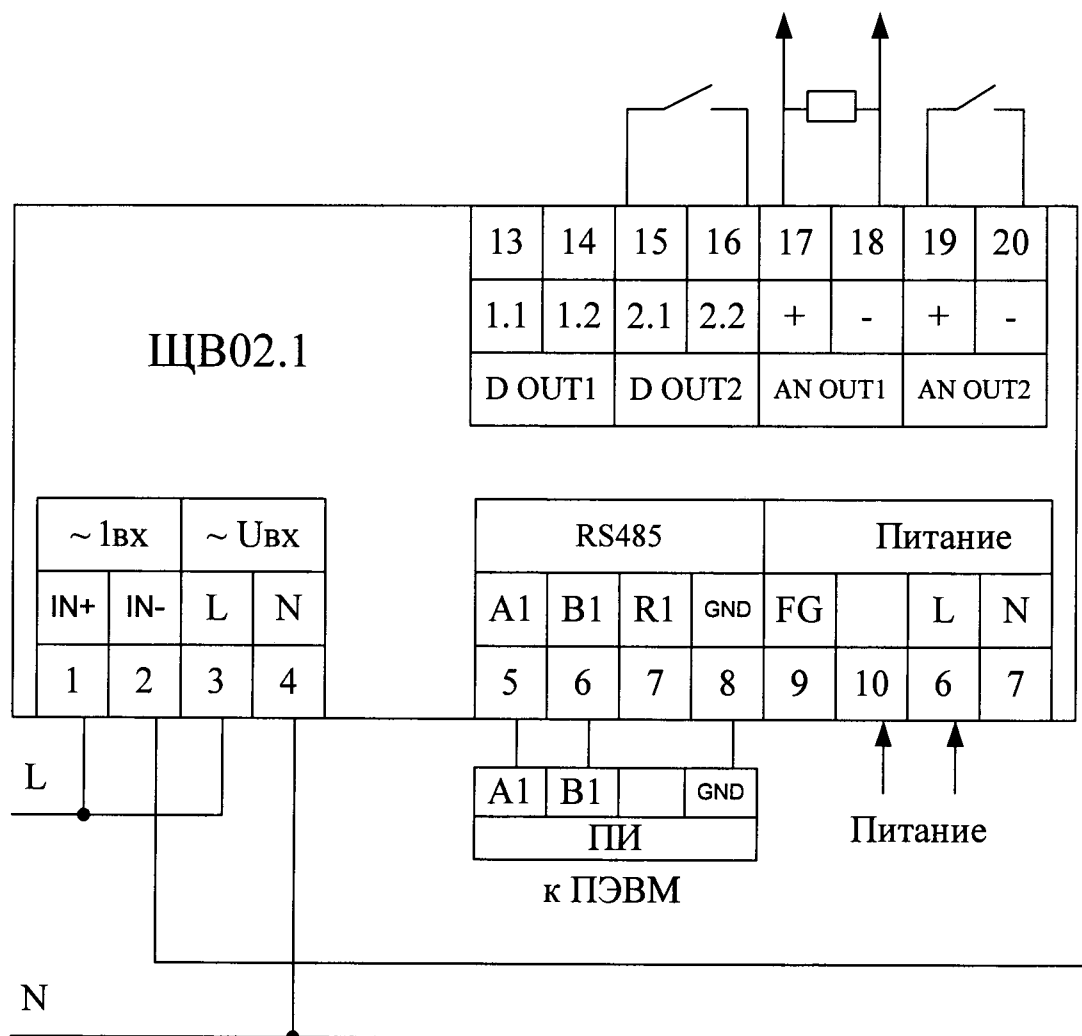 13 14 15 16 17 18 19 20
1.1 1.2 2.1 2.2 + - + -
D OUT1 D OUT2 AN OUT1 AN OUT2
ЩВ02.1
~ 1вх ~ Uвх
IN+ IN- L N
1 2 3 4
RS485 Питание
A1 B1 R1 GND FG L N
5 6 7 8 9 10 6 7
L
A1 B1 GND
ПИ
к ПЭВМ
Питание
N